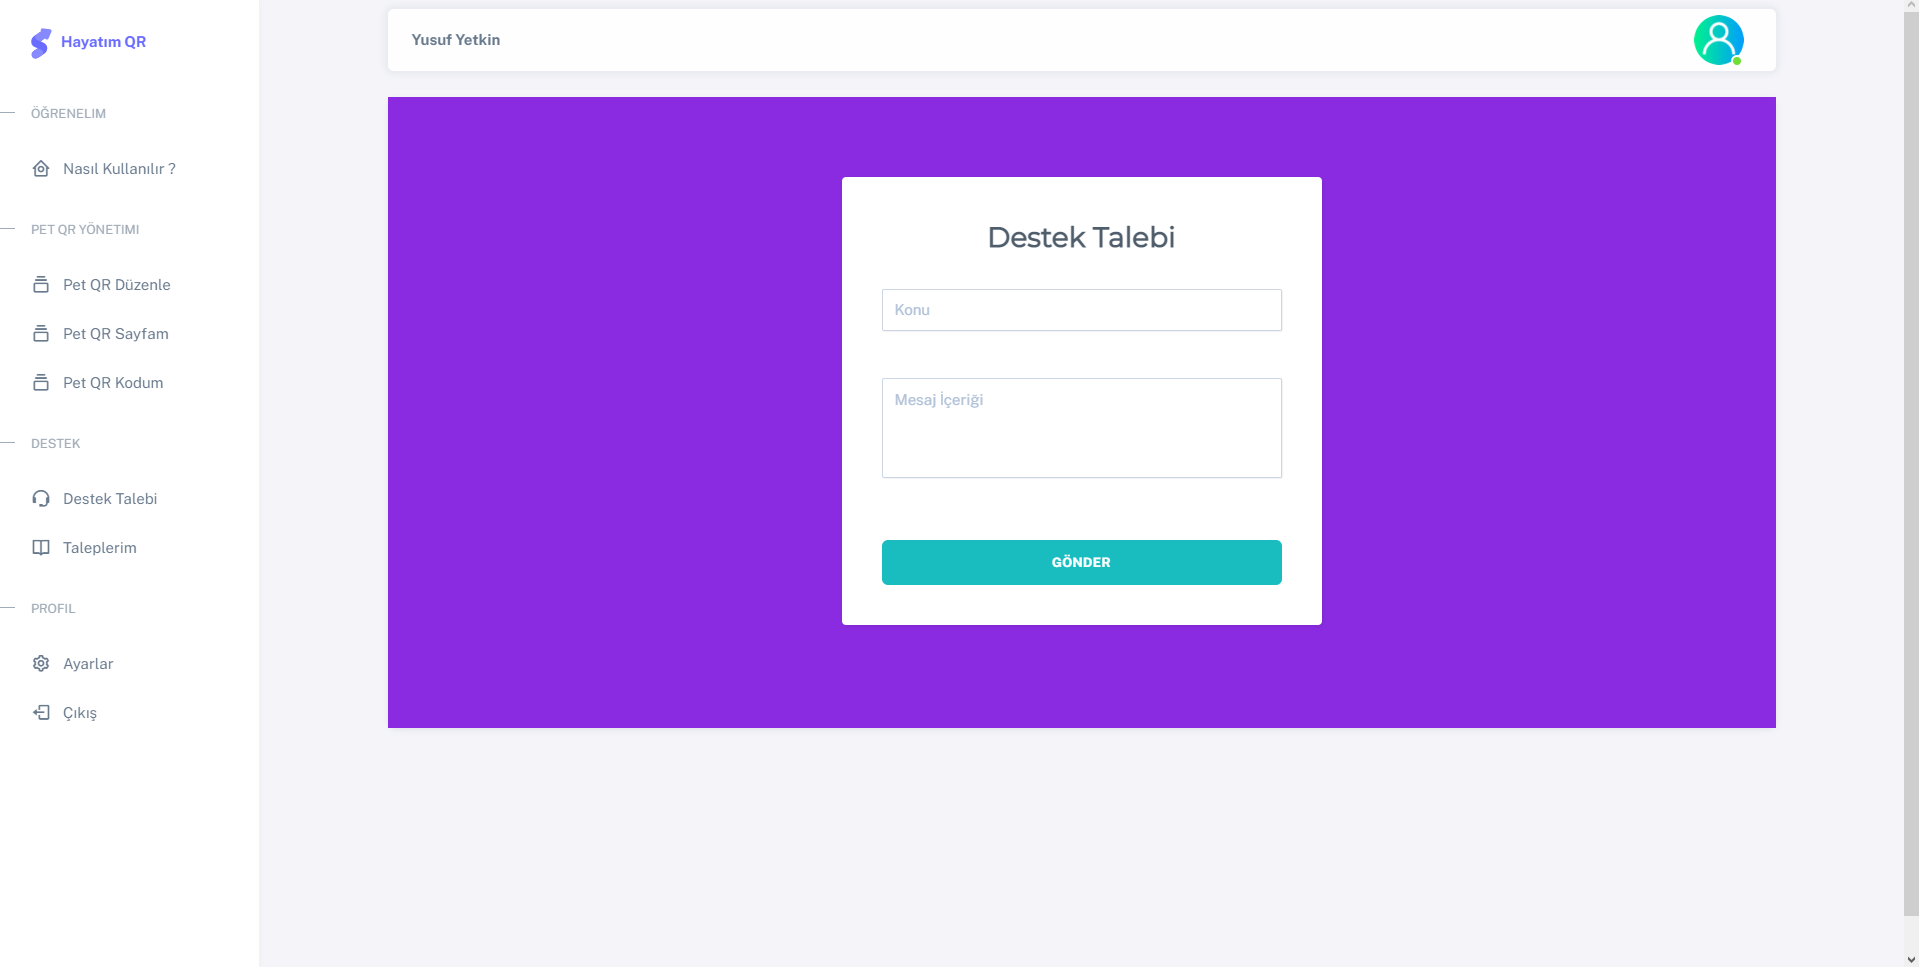 Hayatım QR
ÖĞRENELIM
Nasıl Kullanılır ?
PET QR YÖNETIMI
Pet QR Düzenle
Pet QR Sayfam
Pet QR Kodum
DESTEK
Destek Talebi
Taleplerim
PROFIL
Ayarlar
Çıkış
Yusuf Yetkin
Destek Talebi
Konu
Mesaj İçeriği
GÖNDER